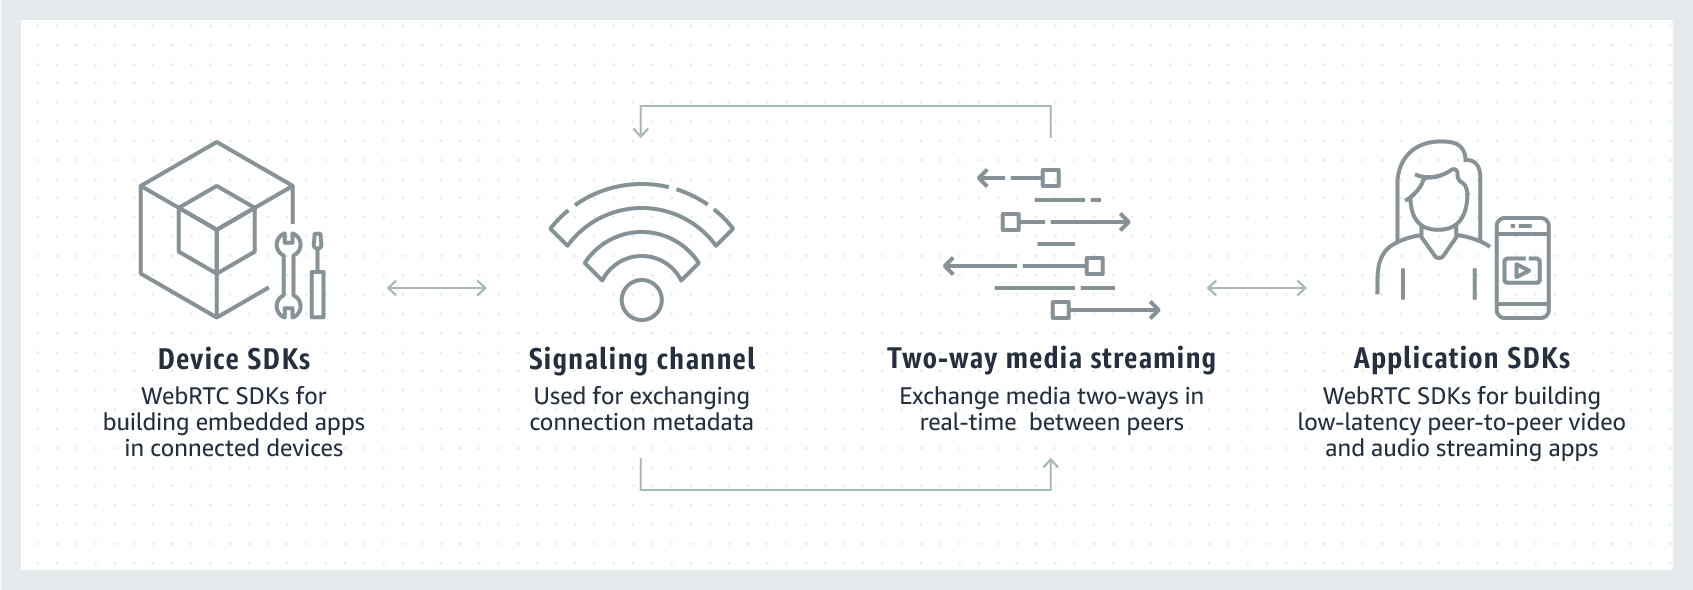 Device SDKs
WebRTC SDKs for
building embedded apps
in connected devices
Signaling channel
Used for exchanging
connection metadata
Two-way media streaming
Exchange media two-ways in
real-time  between peers
Application SDKs
WebRTC SDKs for building
low-latency peer-to-peer video
and audio streaming apps